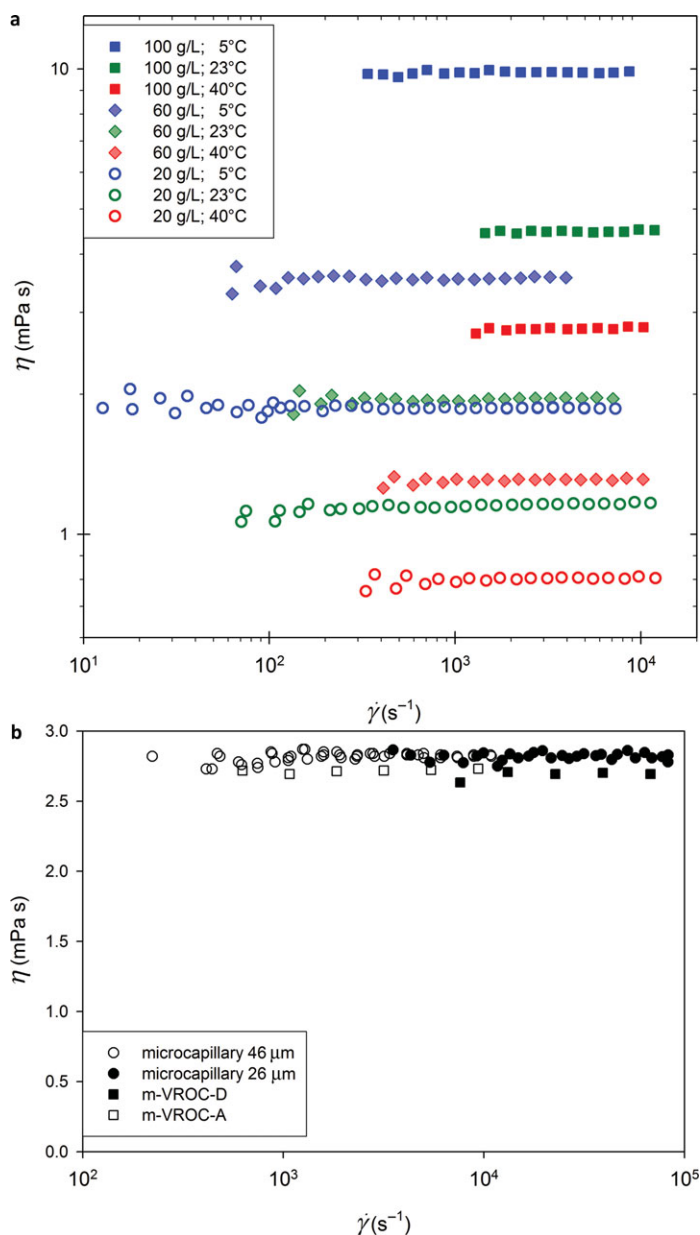 a
100 g/L; 5°C
100 g/L; 23°C
100 g/L; 40°C
60 g/L; 5°C
60 g/L; 23°C
60 g/L; 40°C
20 g/L; 5°C
20 g/L; 23°C
20 g/L; 40°C
10
1
η (mPa s)
10¹ 10² 10³ 10⁴
γ̇ (s⁻¹)
b
3.0
2.5
2.0
1.5
1.0
0.5
0.0
η (mPa s)
microcapillary 46 μm
microcapillary 26 μm
m-VROC-D
m-VROC-A
10² 10³ 10⁴ 10⁵
γ̇ (s⁻¹)